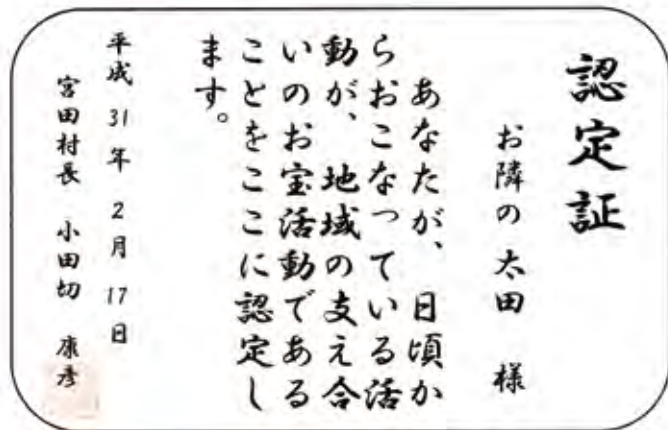 認定証
お隣の 太田 様
あなたが、日頃か
らおこなっている活
動が、地域の支え合
いのお宝活動である
ことをここに認定し
ます。
平成 31年 2月 17日
宮田村長 小田切 康彦